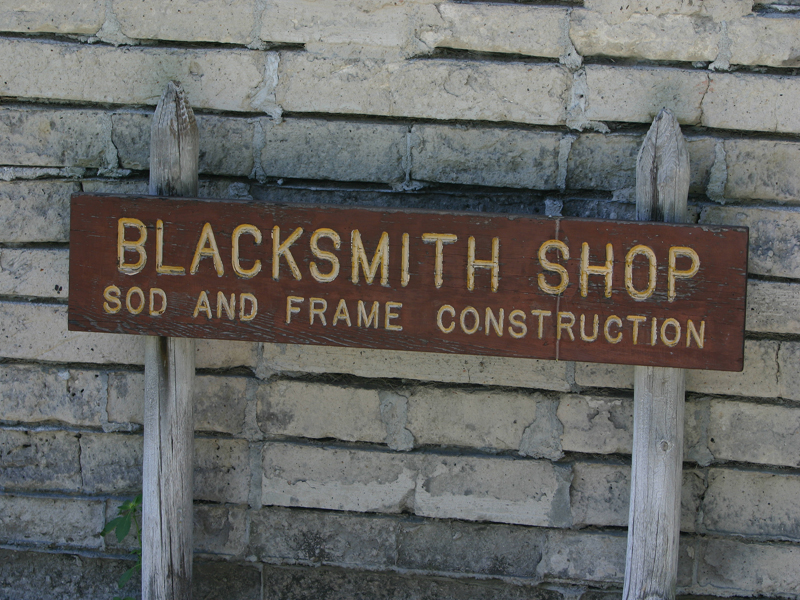 BLACKSMITH SHOP
SOD AND FRAME CONSTRUCTION